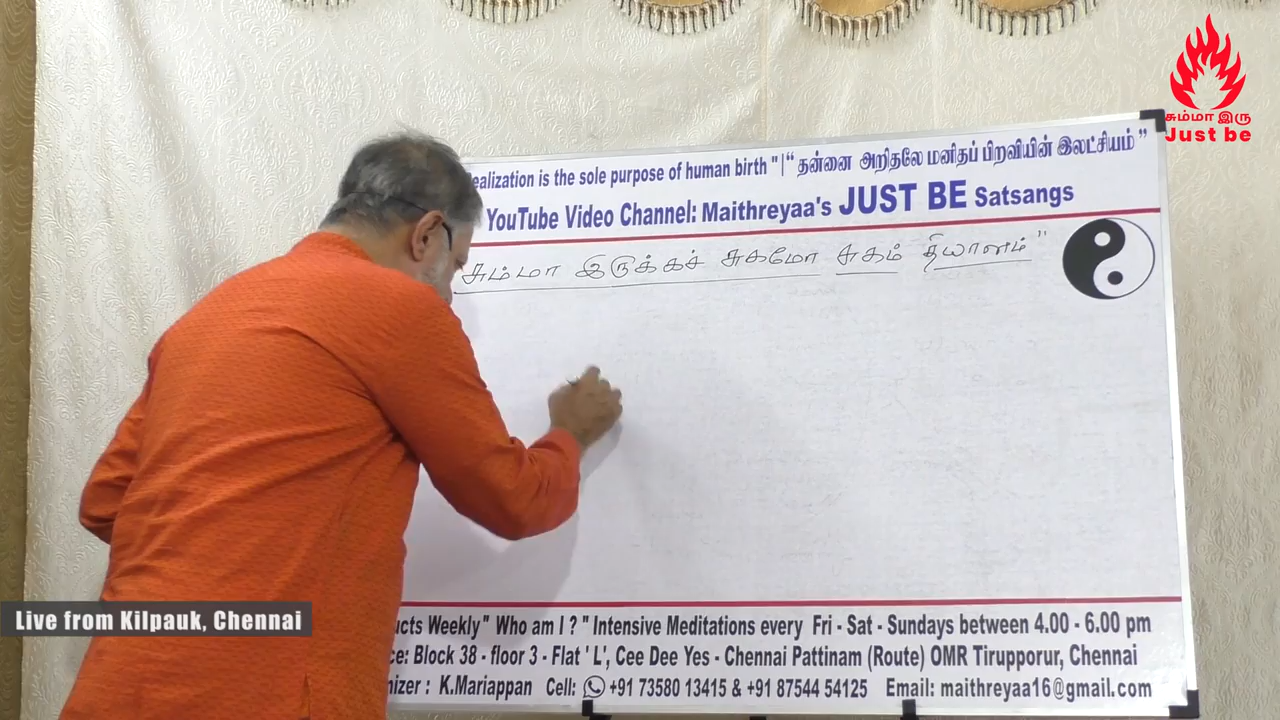 சும்மா இரு
Just be
Realization is the sole purpose of human birth " | “ தன்னை அறிதலே மனிதப் பிறவியின் இலட்சியம் ”
YouTube Video Channel: Maithreyaa's JUST BE Satsangs
சும்மா இருக்கச் சுகமோ சுகம் தியானம் "
Live from Kilpauk, Chennai
ucts Weekly " Who am I ? " Intensive Meditations every Fri - Sat - Sundays between 4.00 - 6.00 pm
ce: Block 38 - floor 3 - Flat ' L', Cee Dee Yes - Chennai Pattinam (Route) OMR Tirupporur, Chennai
nizer : K.Mariappan Cell: +91 73580 13415 & +91 87544 54125 Email: maithreyaa16@gmail.com